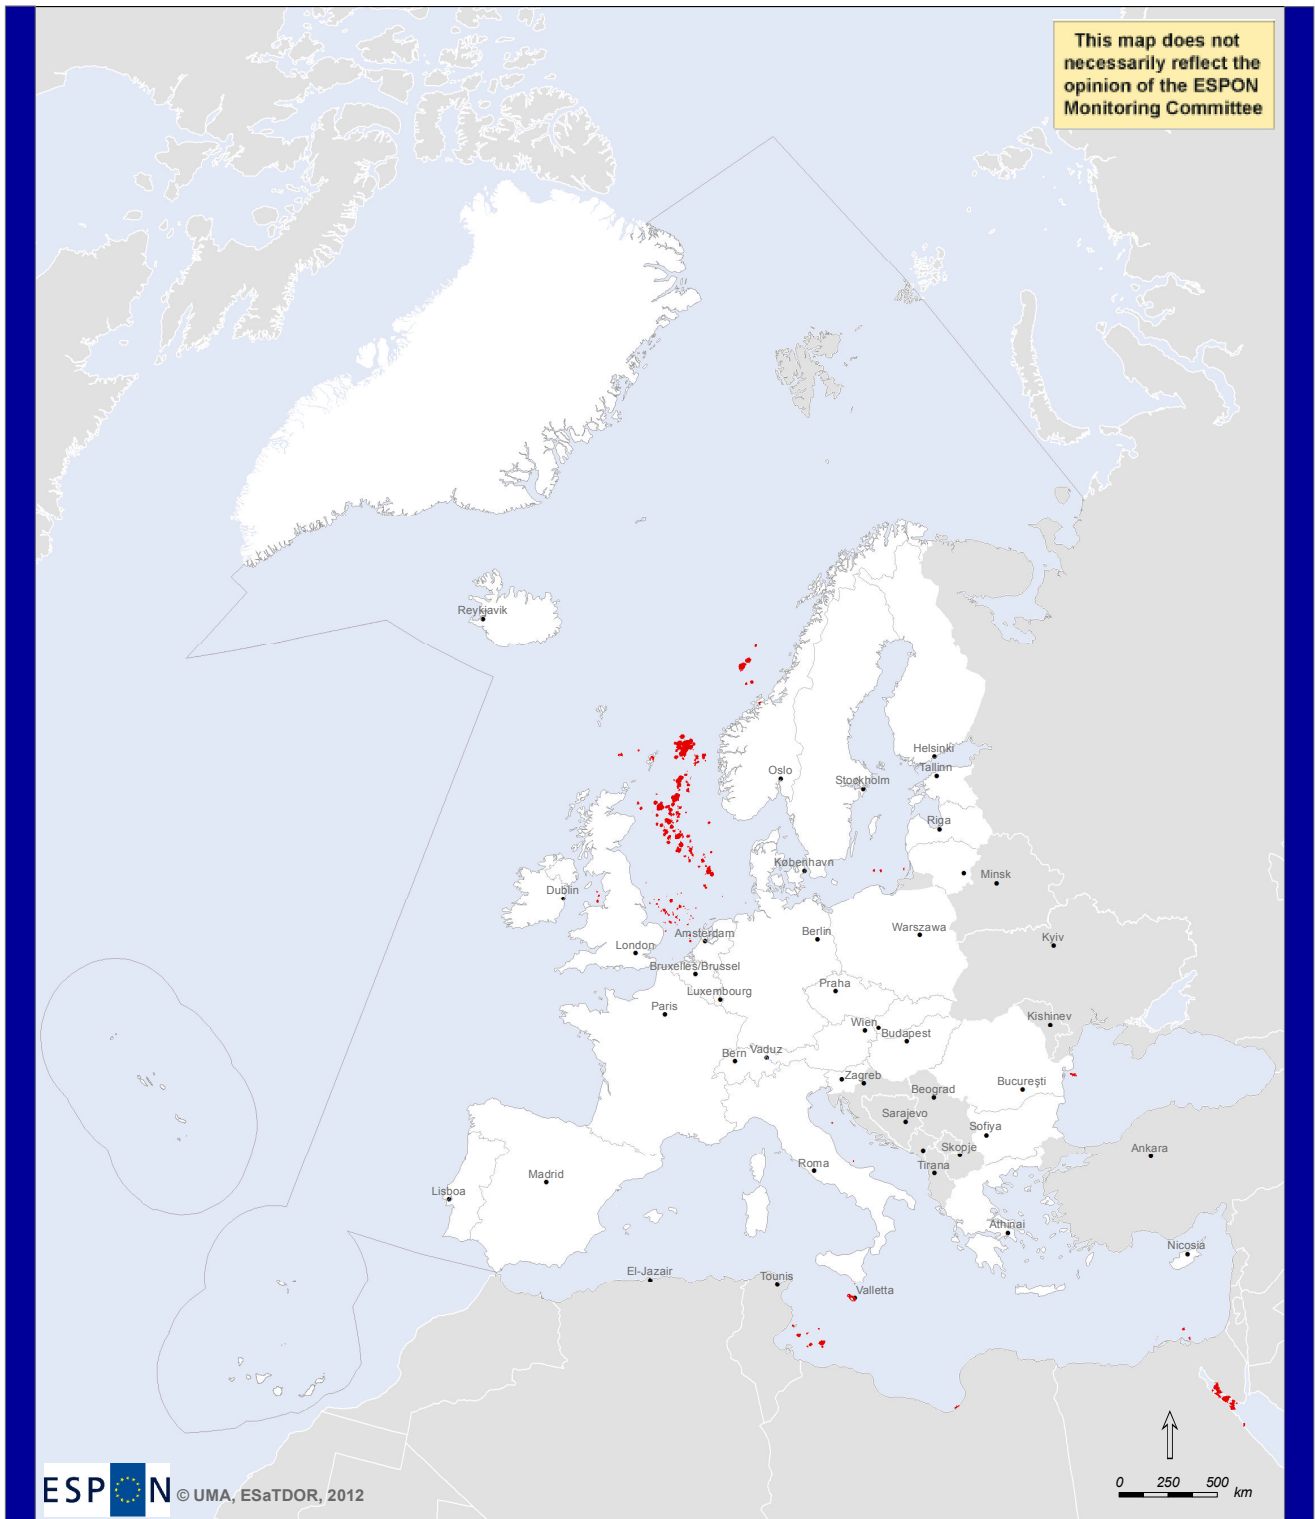 This map does not
necessarily reflect the
opinion of the ESPON
Monitoring Committee
Reykjavik
Helsinki
Tallinn
Oslo
Stockholm
Riga
København
Minsk
Dublin
Amsterdam
Berlin
Warszawa
London
Kyiv
Bruxelles/Brussel
Praha
Luxembourg
Paris
Kishinev
Wien
Budapest
Bern
Vaduz
Zagreb
Bucureşti
Beograd
Sarajevo
Sofiya
Skopje
Ankara
Roma
Tirana
Madrid
Lisboa
Athinai
Nicosia
El-Jazair
Tounis
Valletta
ESPON
© UMA, ESaTDOR, 2012
0 250 500
km